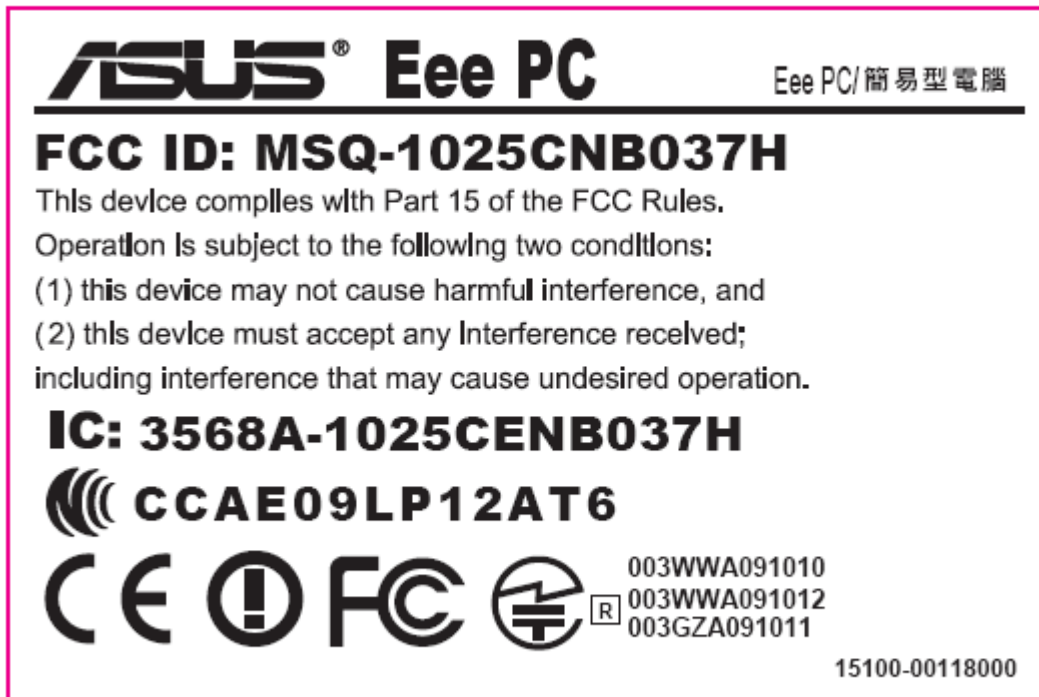 ASUS® Eee PC Eee PC/簡易型電腦
FCC ID: MSQ-1025CNB037H
This device complies with Part 15 of the FCC Rules.
Operation is subject to the following two conditions:
(1) this device may not cause harmful interference, and
(2) this device must accept any interference received;
including interference that may cause undesired operation.
IC: 3568A-1025CENB037H
CCAE09LP12AT6
CE FC R 003WWA091010
003WWA091012
003GZA091011
15100-00118000